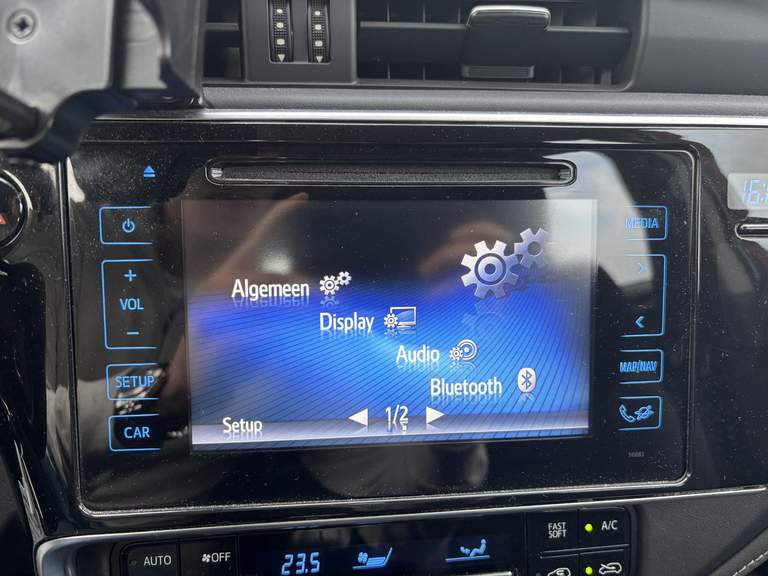 MEDIA
VOL
SETUP
CAR
MAP/NAV
Algemeen
Display
Audio
Bluetooth
Setup
1/2
AUTO
OFF
23.5
FAST
SOFT
A/C